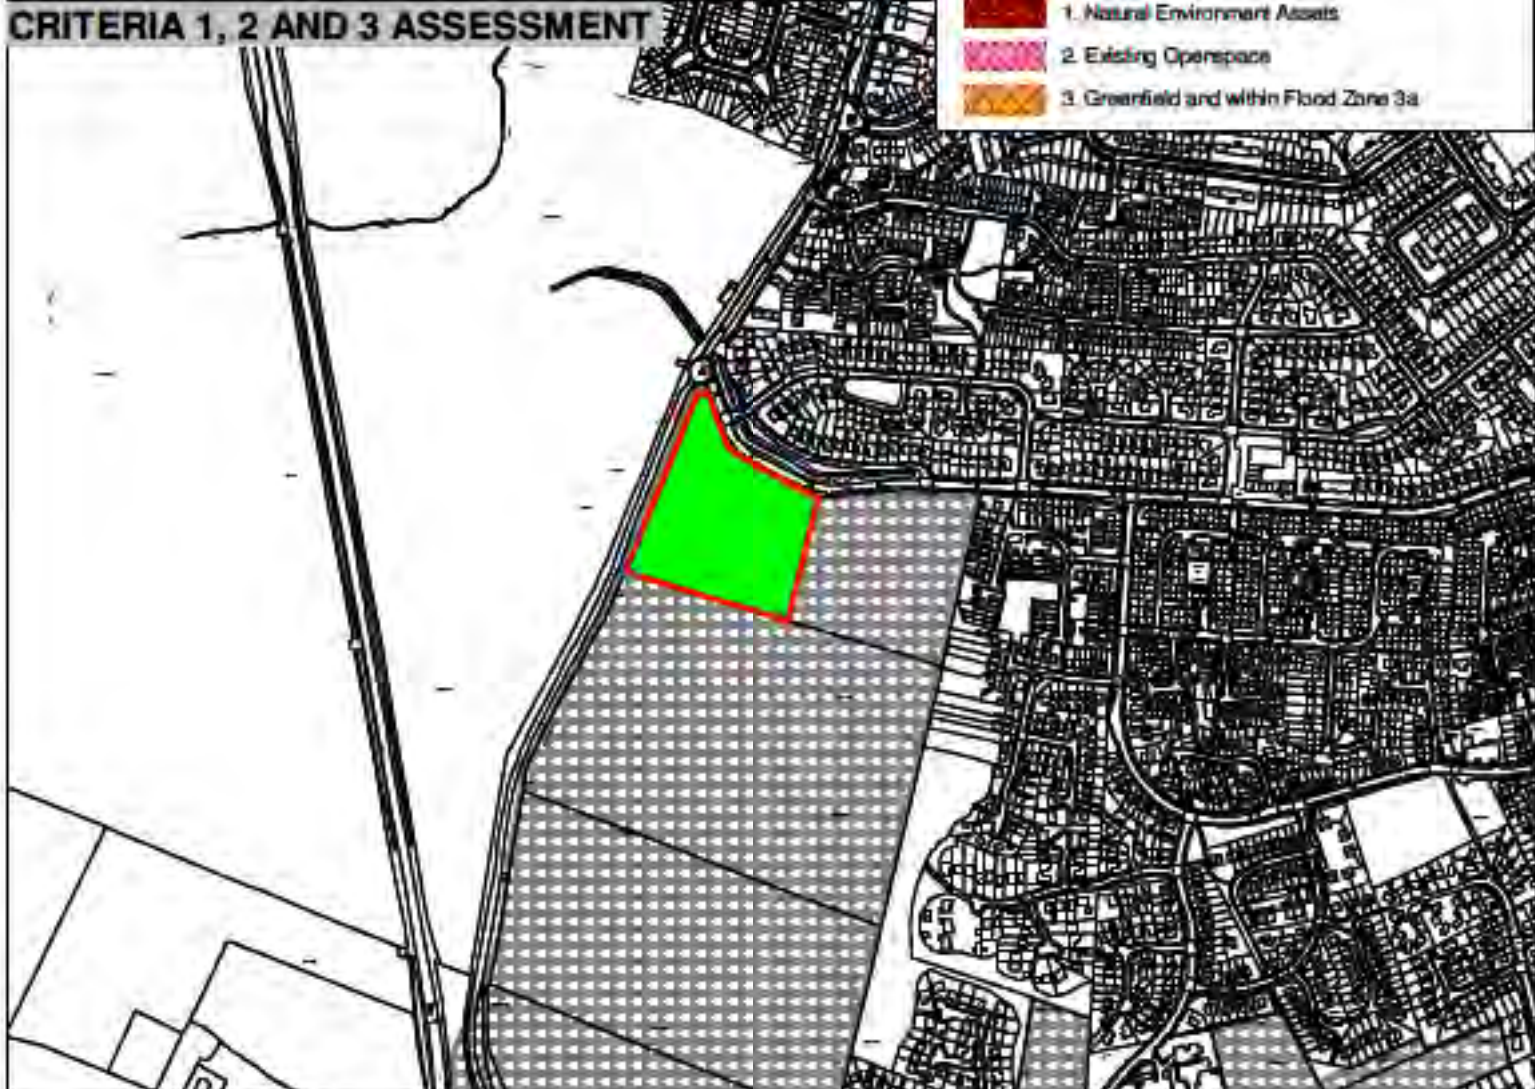 CRITERIA 1, 2 AND 3 ASSESSMENT
1. Natural Environment Assets
2. Existing Openspace
3. Greenfield and within Flood Zone 3a